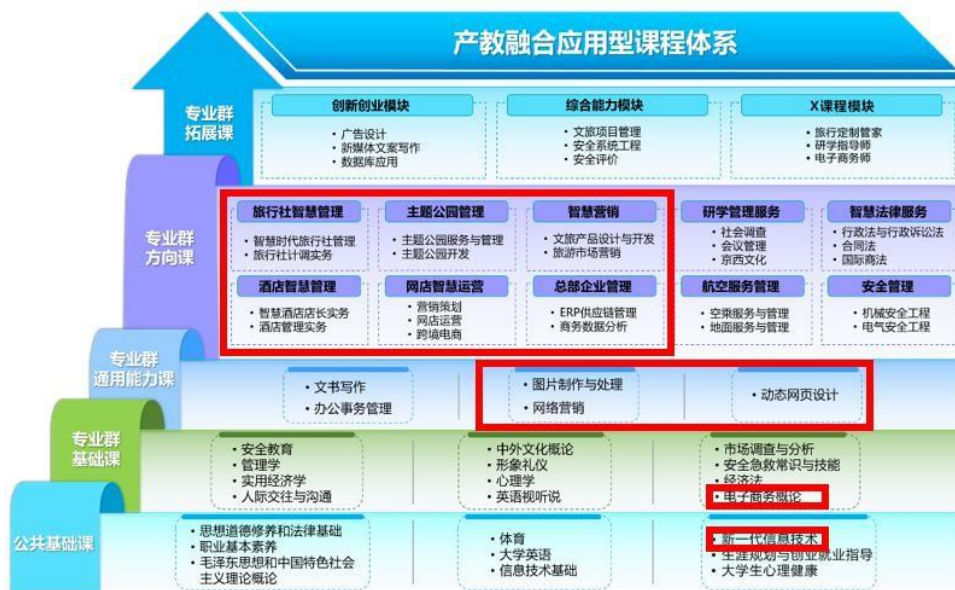 产教融合应用型课程体系
专业群
拓展课
创新创业模块
• 广告设计
• 新媒体文案写作
• 数据库应用
综合能力模块
• 文旅项目管理
• 安全系统工程
• 安全评价
X课程模块
• 旅行定制管家
• 研学指导师
• 电子商务师
专业群
方向课
旅行社智慧管理
• 智慧时代旅行社管理
• 旅行社计调实务
主题公园管理
• 主题公园服务与管理
• 主题公园开发
智慧营销
• 文旅产品设计与开发
• 旅游市场营销
研学管理服务
• 社会调查
• 会议管理
• 京西文化
智慧法律服务
• 行政法与行政诉讼法
• 合同法
• 国际商法
酒店智慧管理
• 智慧酒店店长实务
• 酒店管理实务
网店智慧运营
• 营销策划
• 网店运营
• 跨境电商
总部企业管理
• ERP供应链管理
• 商务数据分析
航空服务管理
• 空乘服务与管理
• 地面服务与管理
安全管理
• 机械安全工程
• 电气安全工程
专业群
通用能力课
• 文书写作
• 办公事务管理
• 图片制作与处理
• 网络营销
• 动态网页设计
专业群
基础课
• 安全教育
• 管理学
• 实用经济学
• 人际交往与沟通
• 中外文化概论
• 形象礼仪
• 心理学
• 英语视听说
• 市场调查与分析
• 安全急救常识与技能
• 经济法
• 电子商务概论
公共基础课
• 思想道德修养和法律基础
• 职业基本素养
• 毛泽东思想和中国特色社会
主义理论概论
• 体育
• 大学英语
• 信息技术基础
• 新一代信息技术
• 生涯规划与创业就业指导
• 大学生心理健康